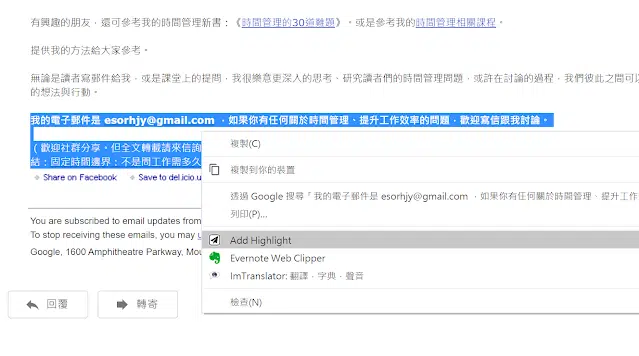 有興趣的朋友，還可參考我的時間管理新書：《時間管理的30道難題》。或是參考我的時間管理相關課程。
提供我的方法給大家參考。
無論是讀者寫郵件給我，或是課堂上的提問，我很樂意更深入的思考、研究讀者們的時間管理問題，或許在討論的過程，我們彼此之間可以
的想法與行動。
我的電子郵件是 esorhjy@gmail.com ，如果你有任何關於時間管理、提升工作效率的問題，歡迎寫信跟我討論。
（歡迎社群分享。但全文轉載請來信詢
結：固定時間邊界：不是問工作需多久
Share on Facebook Save to del.icio.u
You are subscribed to email updates from
To stop receiving these emails, you may u
Google, 1600 Amphitheatre Parkway, Mou
複製(C)
複製到你的裝置
透過 Google 搜尋「我的電子郵件是 esorhjy@gmail.com ，如果你有任何關於時間管理、提升工作
列印(P)...
Add Highlight
Evernote Web Clipper
ImTranslator: 翻譯，字典，聲音
檢查(N)
回覆
轉寄